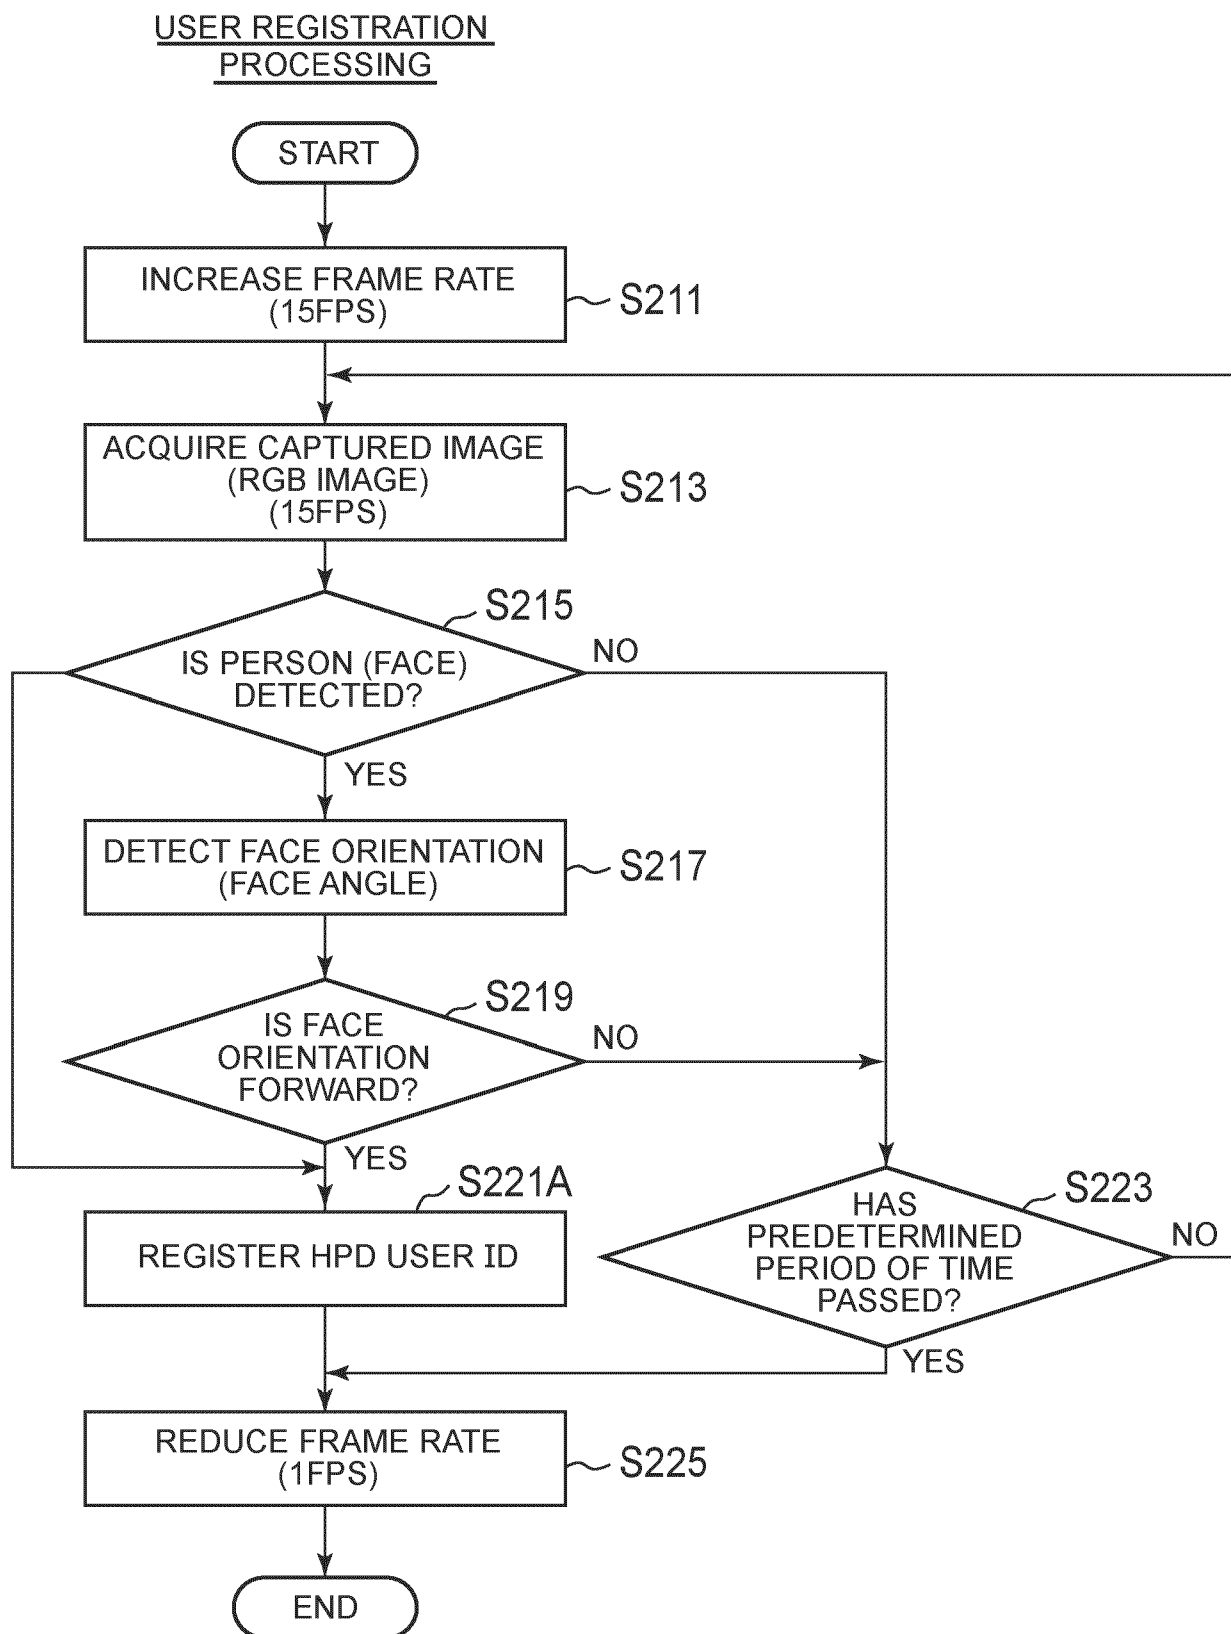 USER REGISTRATION
PROCESSING
START
INCREASE FRAME RATE
(15FPS)
S211
ACQUIRE CAPTURED IMAGE
(RGB IMAGE)
(15FPS)
S213
S215
IS PERSON (FACE)
DETECTED?
NO
YES
DETECT FACE ORIENTATION
(FACE ANGLE)
S217
S219
IS FACE
ORIENTATION
FORWARD?
NO
YES
S221A
REGISTER HPD USER ID
S223
HAS
PREDETERMINED
PERIOD OF TIME
PASSED?
NO
YES
REDUCE FRAME RATE
(1FPS)
S225
END